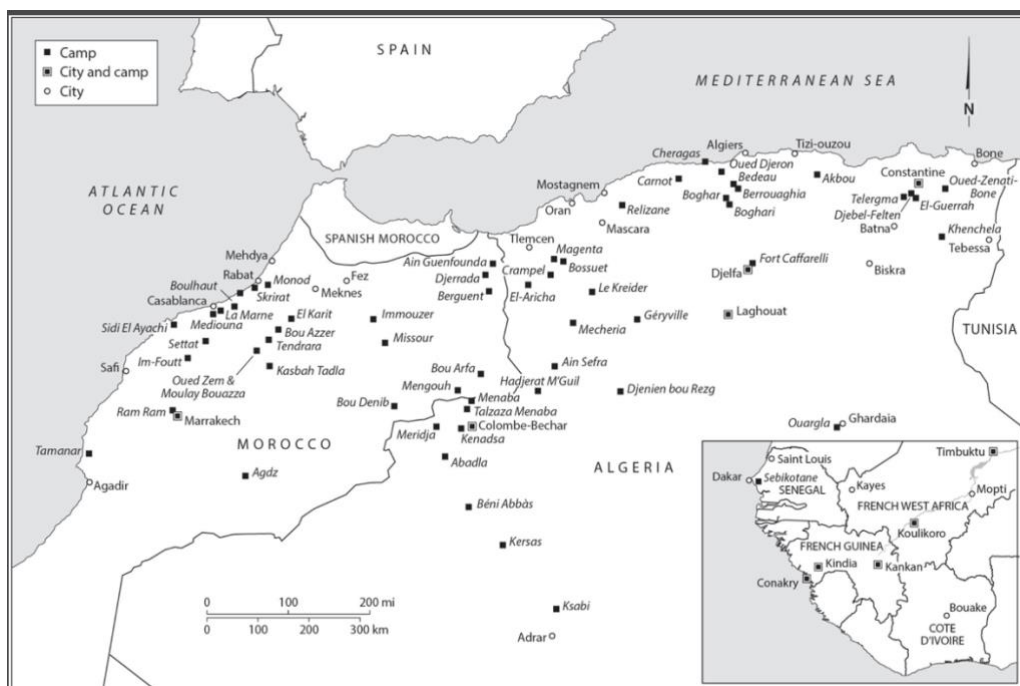 Camp
City and camp
City
SPAIN
MEDITERRANEAN SEA
N
ATLANTIC
OCEAN
Algiers
Tizi-ouzou
Bone
Cheragas
Oued Djeron
Constantine
Carnot
Bedeau
Akbou
Oued-Zenati-
Bone
Mostagnem
Boghar
Berrouaghia
Telergma
El-Guerrah
Oran
Relizane
Boghari
Djebel-Felten
Mascara
Batna
Khenchela
SPANISH MOROCCO
Tlemcen
Magenta
Tebessa
Mehdya
Ain Guenfounda
Bossuet
Fort Caffarelli
Rabat
Monod
Fez
Djerrada
Crampel
Djelfa
Biskra
Boulhaut
Skrirat
Meknes
Berguent
El-Aricha
Le Kreider
Casablanca
La Marne
El Karit
Immouzer
Laghouat
Sidi El Ayachi
Mediouna
Bou Azzer
Mecheria
Géryville
TUNISIA
Settat
Tendrara
Missour
Im-Foutt
Oued Zem &
Moulay Bouazza
Kasbah Tadla
Bou Arfa
Ain Sefra
Safi
Mengouh
Hadjerat M'Guil
Djenien bou Rezg
Bou Denib
Menaba
Ram Ram
Talzaza Menaba
Marrakech
Colombe-Bechar
Ouargla
Ghardaia
Meridja
Kenadsa
MOROCCO
Tamanar
Abadla
ALGERIA
Agdz
Agadir
Béni Abbàs
Kersas
Ksabi
Adrar
0 100 200 mi
0 100 200 300 km
Saint Louis
Timbuktu
Dakar
Sebikotane
Kayes
Mopti
SENEGAL
FRENCH WEST AFRICA
Koulikoro
FRENCH GUINEA
Kindia
Kankan
Conakry
Bouake
COTE
D'IVOIRE